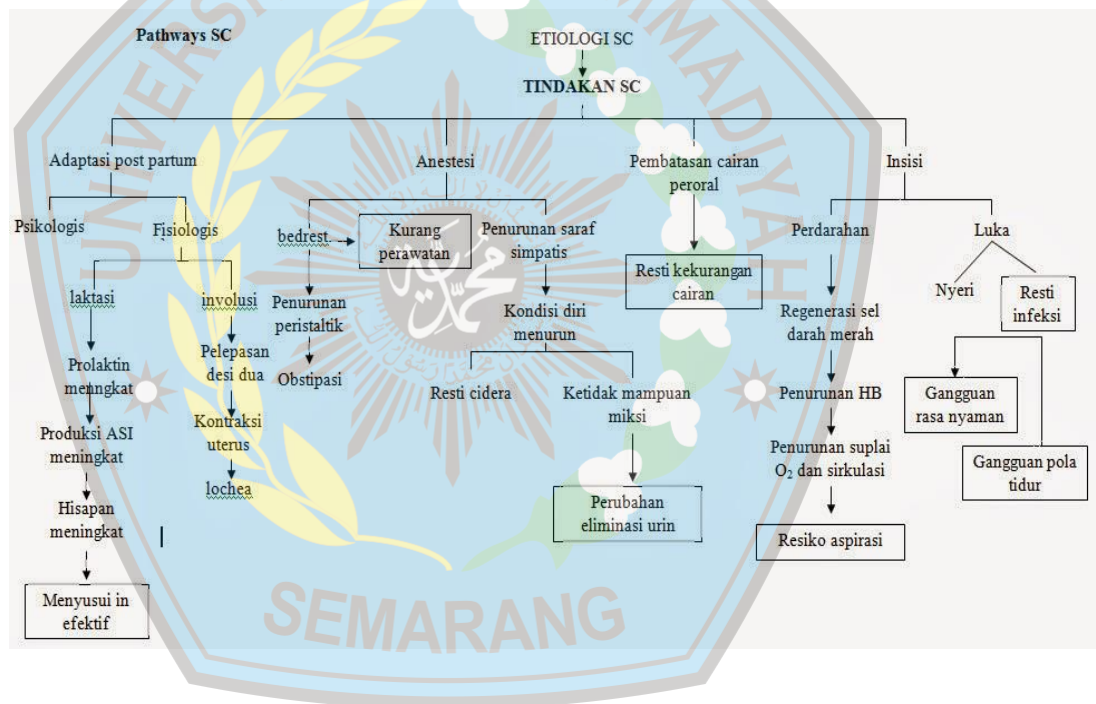 Pathways SC
ETIOLOGI SC
TINDAKAN SC
Adaptasi post partum
Anestesi
Pembatasan cairan
peroral
Insisi
Psikologis
Fisiologis
bedrest.
Kurang
perawatan
Penurunan saraf
simpatis
Perdarahan
Luka
laktasi
involusi
Penurunan
peristaltik
Kondisi diri
menurun
Resti kekurangan
cairan
Regenerasi sel
darah merah
Nyeri
Resti
infeksi
Prolaktin
meningkat
Pelepasan
desi dua
Obstipasi
Resti cidera
Ketidak mampuan
miksi
Penurunan HB
Gangguan
rasa nyaman
Produksi ASI
meningkat
Kontraksi
uterus
Penurunan suplai
O₂ dan sirkulasi
Gangguan pola
tidur
Hisapan
meningkat
lochea
Perubahan
eliminasi urin
Resiko aspirasi
Menyusui in
efektif
SEMARANG